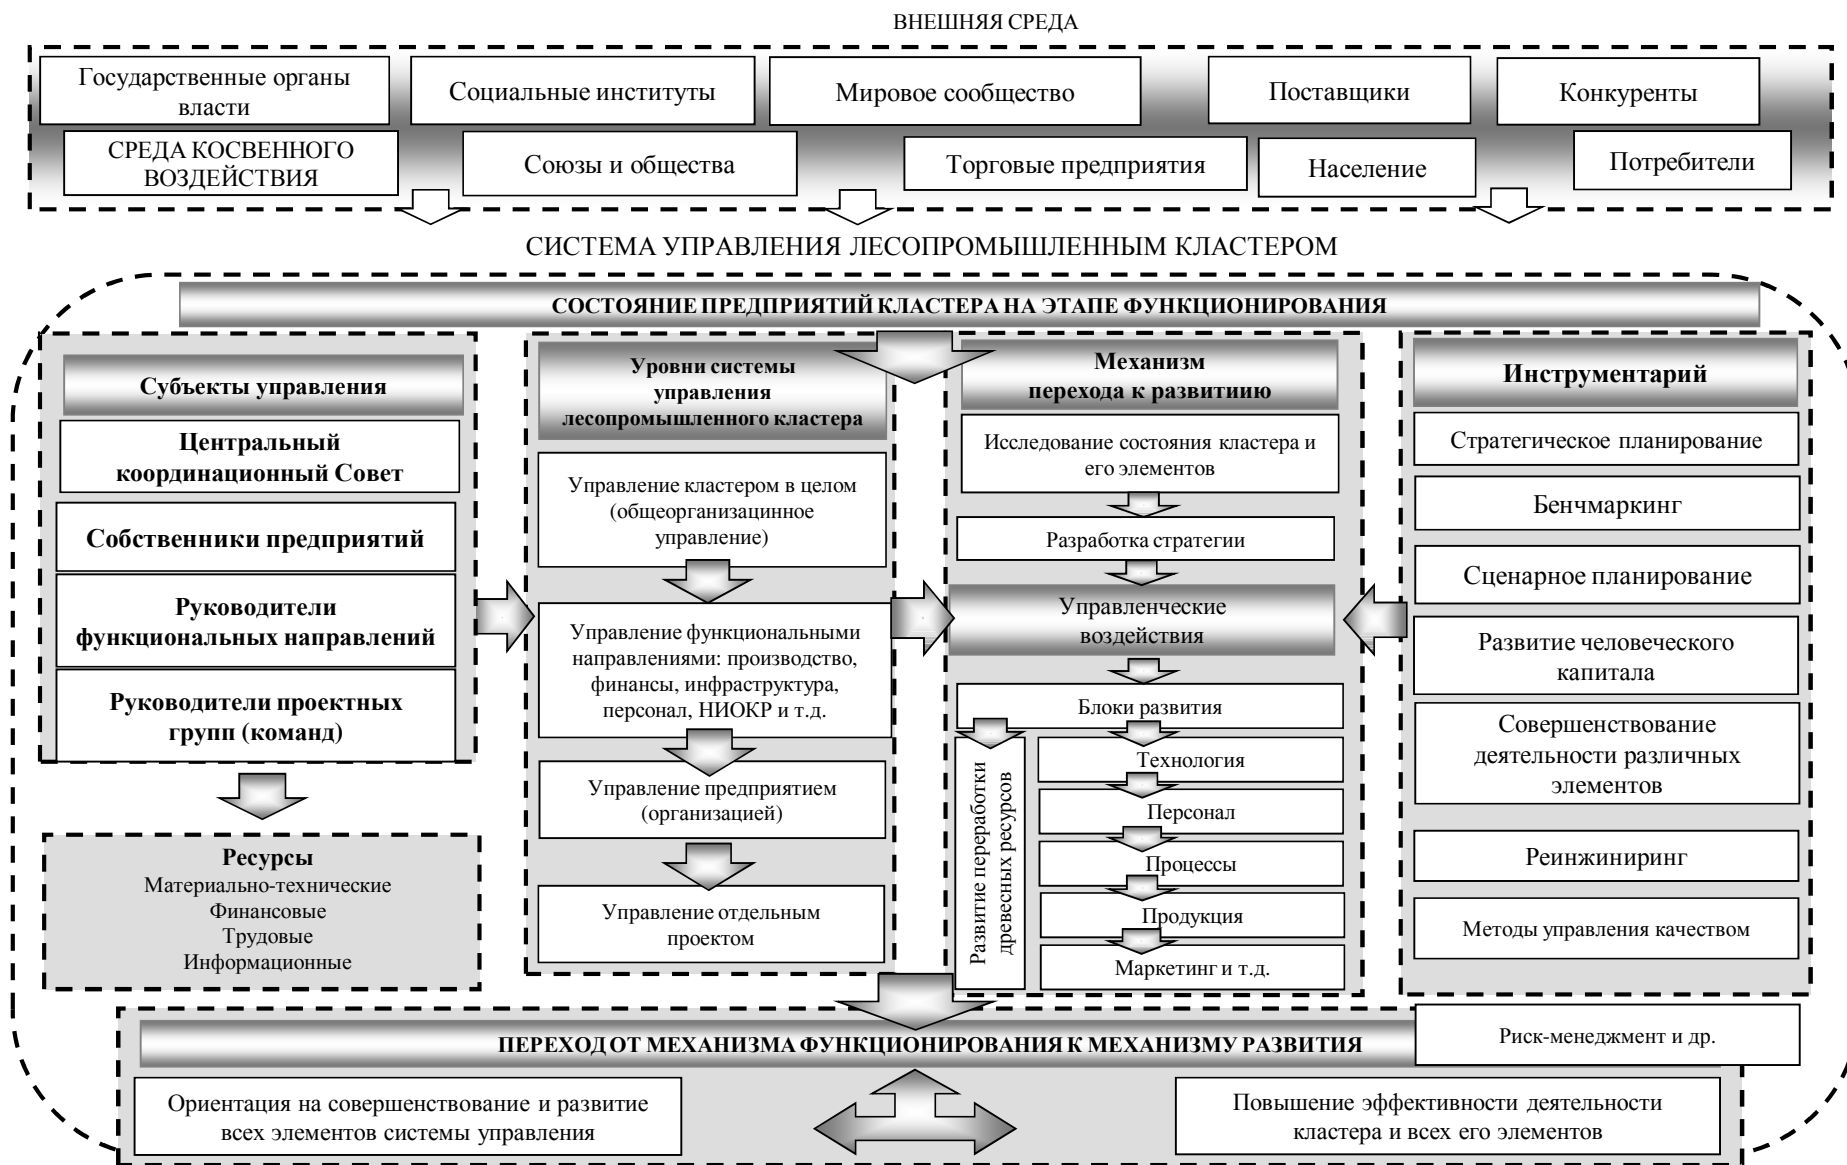 ВНЕШНЯЯ СРЕДА
Государственные органы
власти
Социальные институты
Мировое сообщество
Поставщики
Конкуренты
СРЕДА КОСВЕННОГО
ВОЗДЕЙСТВИЯ
Союзы и общества
Торговые предприятия
Население
Потребители
СИСТЕМА УПРАВЛЕНИЯ ЛЕСОПРОМЫШЛЕННЫМ КЛАСТЕРОМ
СОСТОЯНИЕ ПРЕДПРИЯТИЙ КЛАСТЕРА НА ЭТАПЕ ФУНКЦИОНИРОВАНИЯ
Субъекты управления
Центральный
координационный Совет
Собственники предприятий
Руководители
функциональных направлений
Руководители проектных
групп (команд)
Ресурсы
Материально-технические
Финансовые
Трудовые
Информационные
Уровни системы
управления
лесопромышленного кластера
Управление кластером в целом
(общеорганизацинное
управление)
Управление функциональными
направлениями: производство,
финансы, инфраструктура,
персонал, НИОКР и т.д.
Управление предприятием
(организацией)
Управление отдельным
проектом
Механизм
перехода к развитиию
Исследование состояния кластера и
его элементов
Разработка стратегии
Управленческие
воздействия
Блоки развития
Развитие переработки
древесных ресурсов
Технология
Персонал
Процессы
Продукция
Маркетинг и т.д.
Инструментарий
Стратегическое планирование
Бенчмаркинг
Сценарное планирование
Развитие человеческого
капитала
Совершенствование
деятельности различных
элементов
Реинжиниринг
Методы управления качеством
Риск-менеджмент и др.
ПЕРЕХОД ОТ МЕХАНИЗМА ФУНКЦИОНИРОВАНИЯ К МЕХАНИЗМУ РАЗВИТИЯ
Ориентация на совершенствование и развитие
всех элементов системы управления
Повышение эффективности деятельности
кластера и всех его элементов